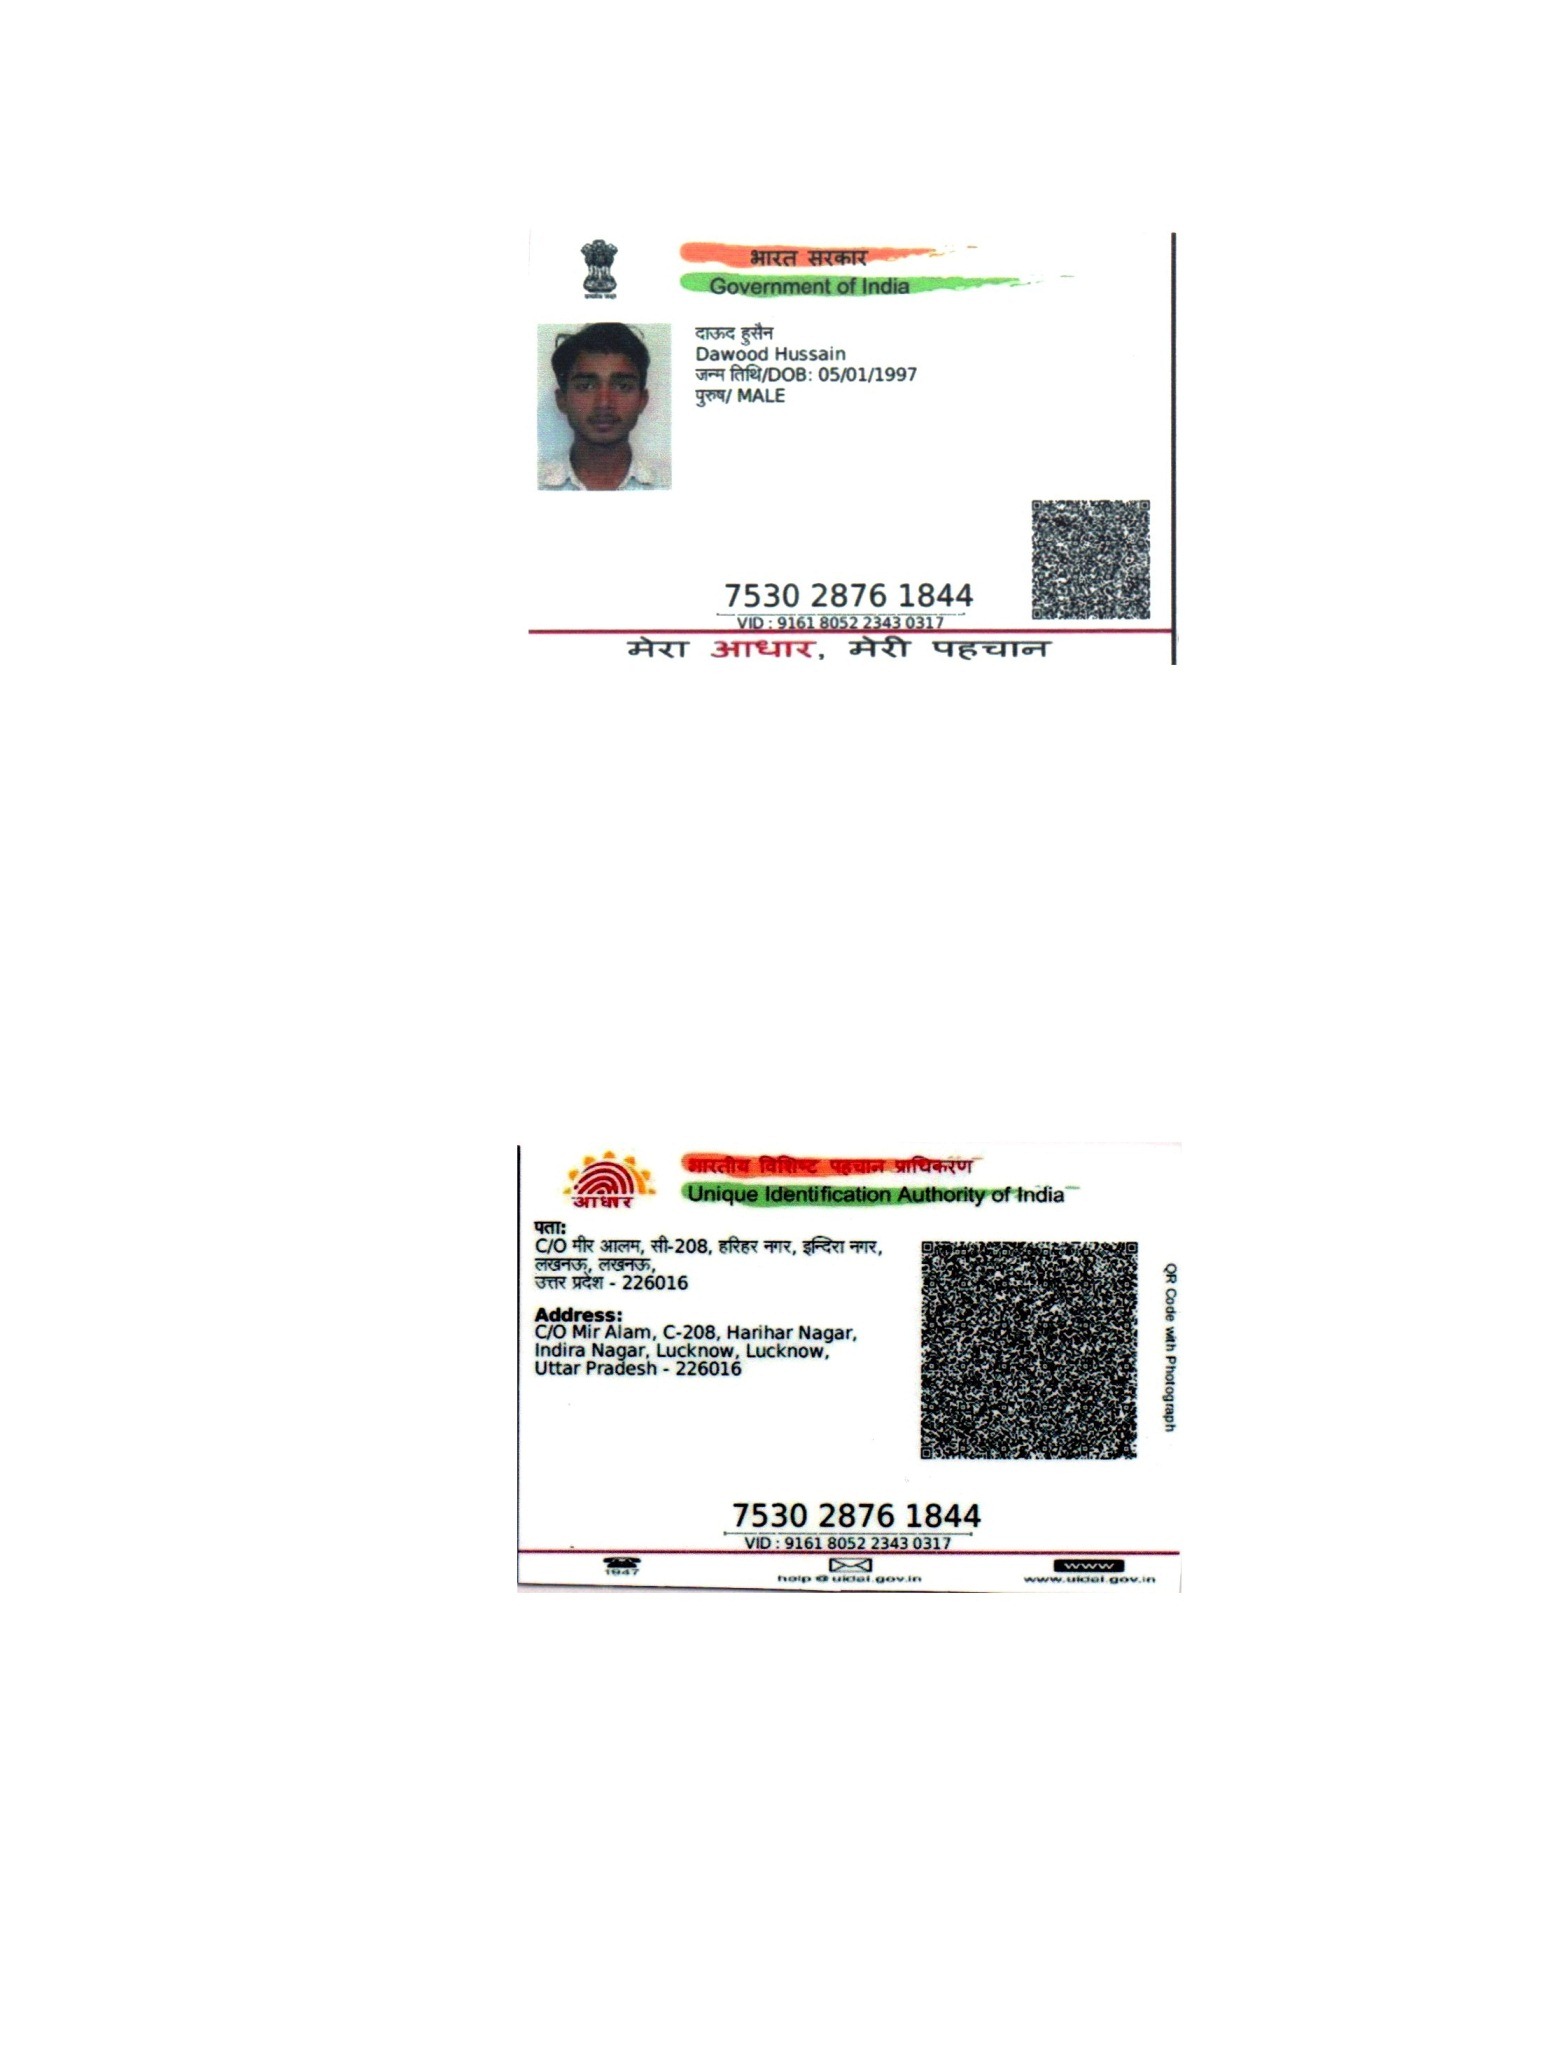 भारत सरकार
Government of India
दाऊद हुसैन
Dawood Hussain
जन्म तिथि/DOB: 05/01/1997
पुरुष/ MALE
7530 2876 1844
VID : 9161 8052 2343 0317
मेरा आधार, मेरी पहचान
भारतीय विशिष्ट पहचान प्राधिकरण
Unique Identification Authority of India
आधार
पता:
C/O मीर आलम, सी-208, हरिहर नगर, इन्दिरा नगर,
लखनऊ, लखनऊ,
उत्तर प्रदेश - 226016
Address:
C/O Mir Alam, C-208, Harihar Nagar,
Indira Nagar, Lucknow, Lucknow,
Uttar Pradesh - 226016
QR Code with Photograph
7530 2876 1844
VID : 9161 8052 2343 0317
1947
help@uidai.gov.in
www
www.uidai.gov.in